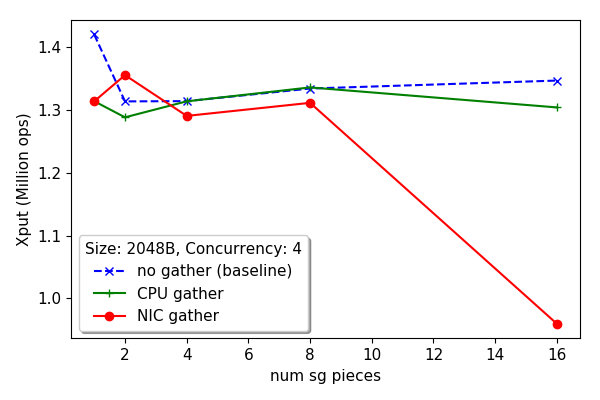 1.4
1.3
1.2
1.1
1.0
Xput (Million ops)
Size: 2048B, Concurrency: 4
no gather (baseline)
CPU gather
NIC gather
2 4 6 8 10 12 14 16
num sg pieces